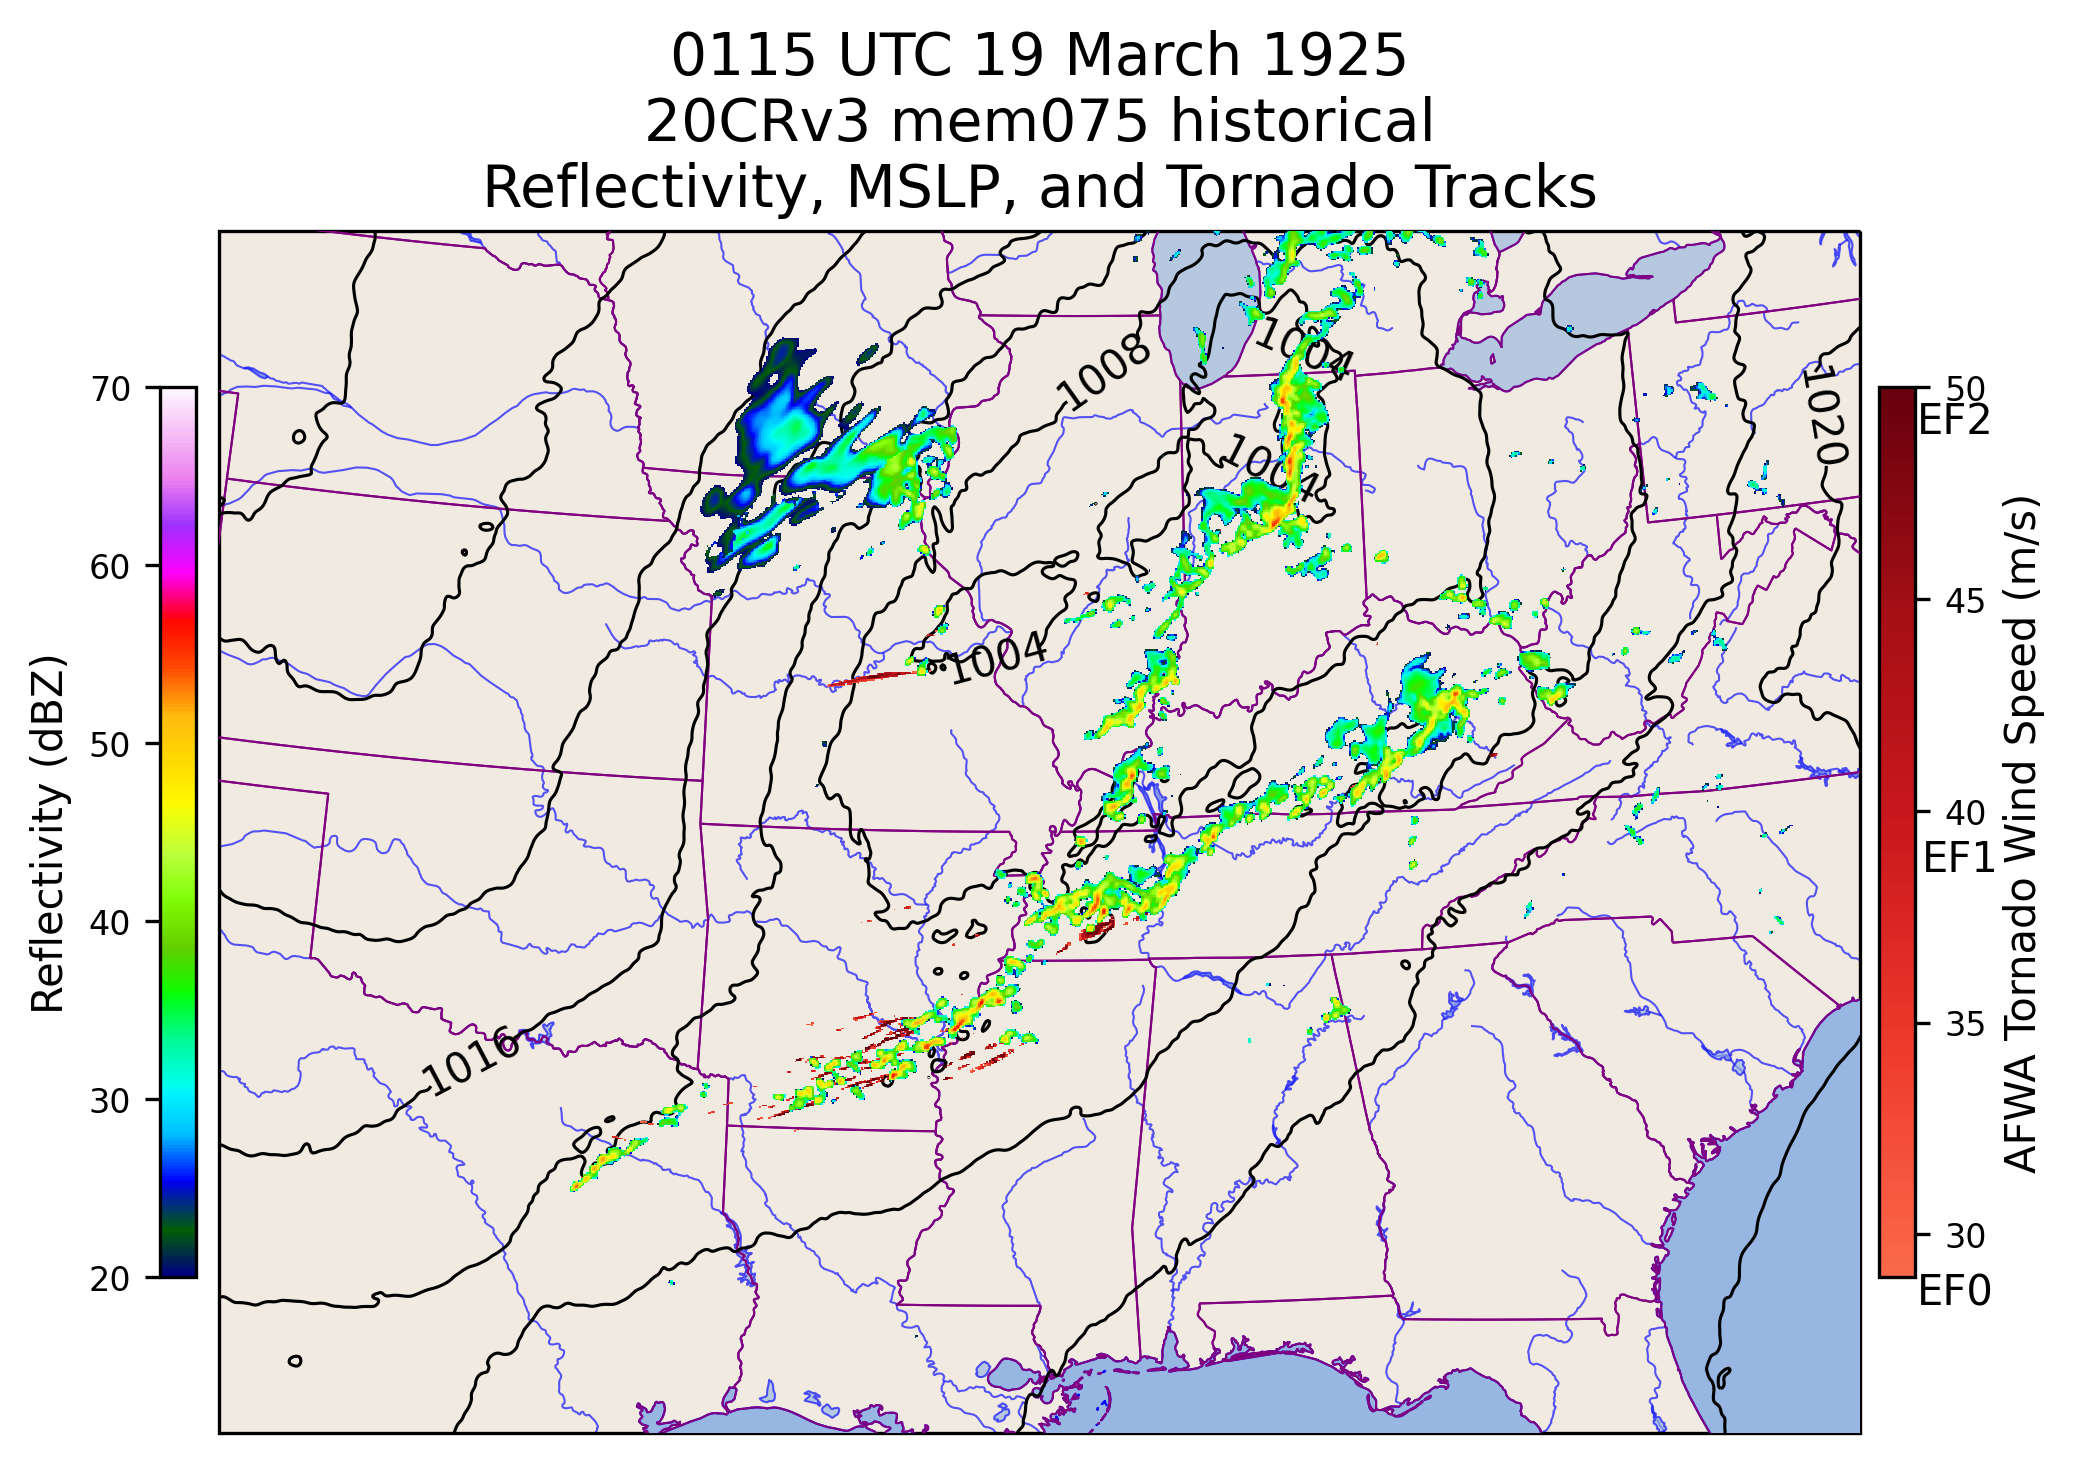 0115 UTC 19 March 1925
20CRv3 mem075 historical
Reflectivity, MSLP, and Tornado Tracks
70
60
50
40
30
20
Reflectivity (dBZ)
1008
1004
1004
1004
1016
1020
50
EF2
45
40
EF1
35
30
EF0
AFWA Tornado Wind Speed (m/s)